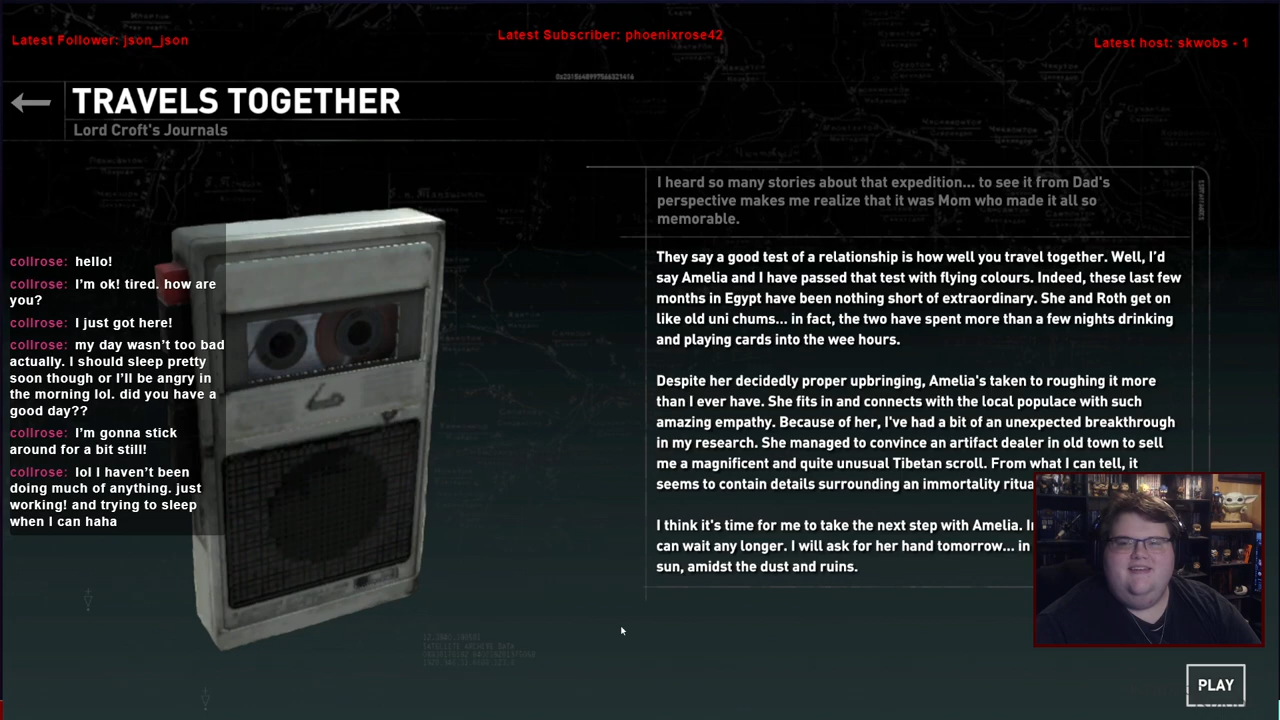 Latest Follower: json_json
Latest Subscriber: phoenixrose42
Latest host: skwobs - 1
TRAVELS TOGETHER
Lord Croft's Journals
I heard so many stories about that expedition... to see it from Dad's
perspective makes me realize that it was Mom who made it all so
memorable.
They say a good test of a relationship is how well you travel together. Well, I'd
say Amelia and I have passed that test with flying colours. Indeed, these last few
months in Egypt have been nothing short of extraordinary. She and Roth get on
like old uni chums... in fact, the two have spent more than a few nights drinking
and playing cards into the wee hours.
Despite her decidedly proper upbringing, Amelia's taken to roughing it more
than I ever have. She fits in and connects with the local populace with such
amazing empathy. Because of her, I've had a bit of an unexpected breakthrough
in my research. She managed to convince an artifact dealer in old town to sell
me a magnificent and quite unusual Tibetan scroll. From what I can tell, it
seems to contain details surrounding an immortality
I think it's time for me to take the next step with Amelia.
can wait any longer. I will ask for her hand tomorrow... in
sun, amidst the dust and ruins.
collrose: hello!
collrose: I'm ok! tired. how are
you?
collrose: I just got here!
collrose: my day wasn't too bad
actually. I should sleep pretty
soon though or I'll be angry in
the morning lol. did you have a
good day??
collrose: I'm gonna stick
around for a bit still!
collrose: lol I haven't been
doing much of anything. just
working! and trying to sleep
when I can haha
PLAY